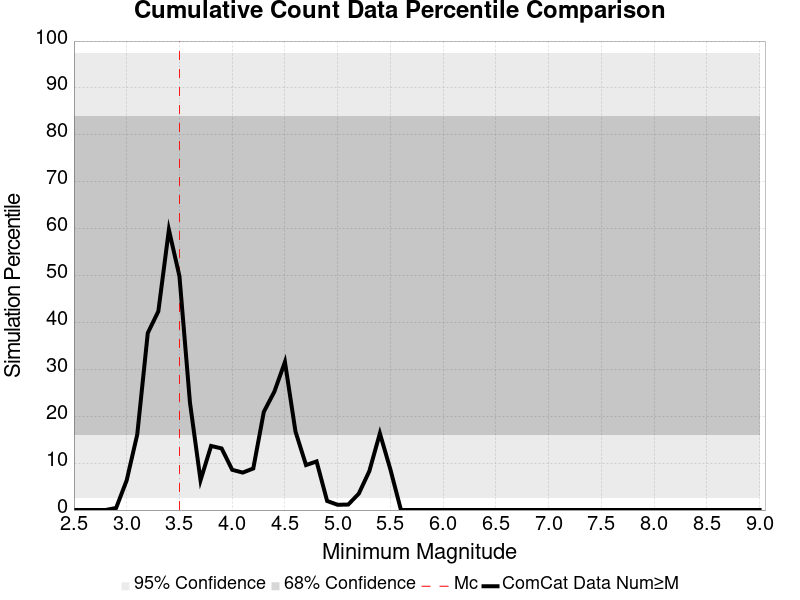 Cumulative Count Data Percentile Comparison
100
90
80
70
60
50
40
30
20
10
0
Simulation Percentile
2.5 3.0 3.5 4.0 4.5 5.0 5.5 6.0 6.5 7.0 7.5 8.0 8.5 9.0
Minimum Magnitude
95% Confidence 68% Confidence Mc ComCat Data Num≥M